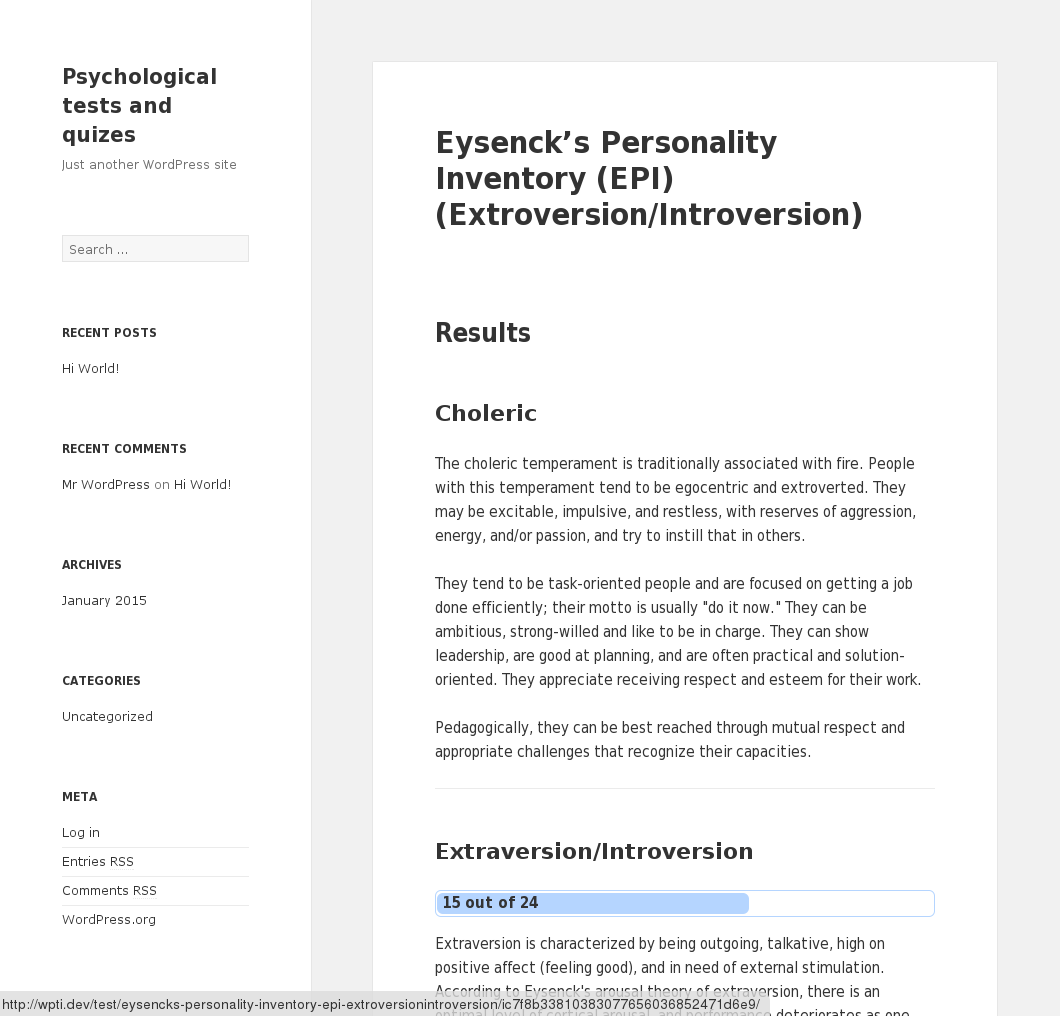 Psychological
tests and
quizes
Just another WordPress site
Search ...
RECENT POSTS
Hi World!
RECENT COMMENTS
Mr WordPress on Hi World!
ARCHIVES
January 2015
CATEGORIES
Uncategorized
META
Log in
Entries RSS
Comments RSS
WordPress.org
Eysenck’s Personality
Inventory (EPI)
(Extroversion/Introversion)
Results
Choleric
The choleric temperament is traditionally associated with fire. People
with this temperament tend to be egocentric and extroverted. They
may be excitable, impulsive, and restless, with reserves of aggression,
energy, and/or passion, and try to instill that in others.
They tend to be task-oriented people and are focused on getting a job
done efficiently; their motto is usually "do it now." They can be
ambitious, strong-willed and like to be in charge. They can show
leadership, are good at planning, and are often practical and solution-
oriented. They appreciate receiving respect and esteem for their work.
Pedagogically, they can be best reached through mutual respect and
appropriate challenges that recognize their capacities.
Extraversion/Introversion
15 out of 24
Extraversion is characterized by being outgoing, talkative, high on
positive affect (feeling good), and in need of external stimulation.
According to Eysenck's arousal theory of extraversion, there is an
optimal level of cortical arousal, and performance deteriorates as one
http://wpti.dev/test/eysencks-personality-inventory-epi-extroversionintroversion/ic7f8b33810383077656036852471d6e9/